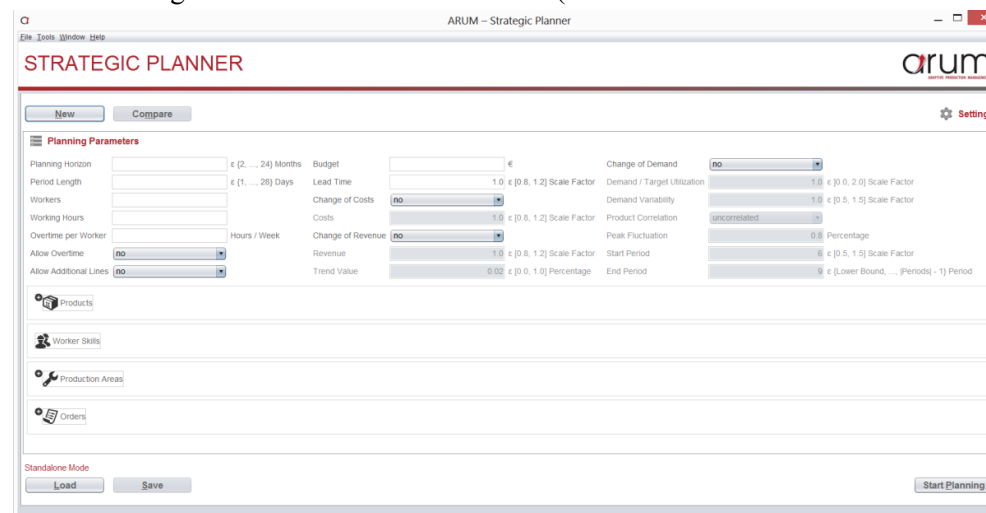 ARUM – Strategic Planner
File Tools Window Help
STRATEGIC PLANNER
arum
ADAPTIVE PRODUCTION MANAGEM
New Compare Setting
Planning Parameters
Planning Horizon ε {2, ..., 24} Months Budget € Change of Demand no
Period Length ε {1, ..., 28} Days Lead Time 1.0 ε [0.8, 1.2] Scale Factor Demand / Target Utilization 1.0 ε [0.0, 2.0] Scale Factor
Workers Change of Costs no Demand Variability 1.0 ε [0.5, 1.5] Scale Factor
Working Hours Costs 1.0 ε [0.8, 1.2] Scale Factor Product Correlation uncorrelated
Overtime per Worker Hours / Week Change of Revenue no Peak Fluctuation 0.8 Percentage
Allow Overtime no Revenue 1.0 ε [0.8, 1.2] Scale Factor Start Period 6 ε [0.5, 1.5] Scale Factor
Allow Additional Lines no Trend Value 0.02 ε [0.0, 1.0] Percentage End Period 9 ε {Lower Bound, ..., |Periods| - 1} Period
Products
Worker Skills
Production Areas
Orders
Standalone Mode
Load Save Start Planning